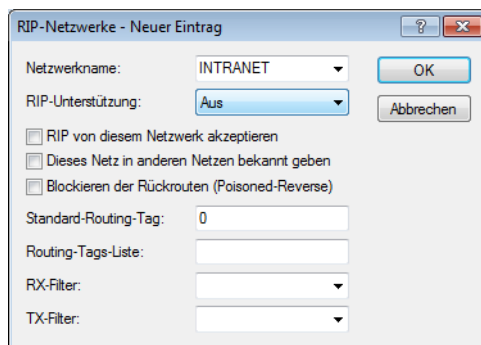 RIP-Netzwerke - Neuer Eintrag
Netzwerkname: INTRANET OK
RIP-Unterstützung: Aus Abbrechen
RIP von diesem Netzwerk akzeptieren
Dieses Netz in anderen Netzen bekannt geben
Blockieren der Rückrouten (Poisoned-Reverse)
Standard-Routing-Tag: 0
Routing-Tags-Liste:
RX-Filter:
TX-Filter: